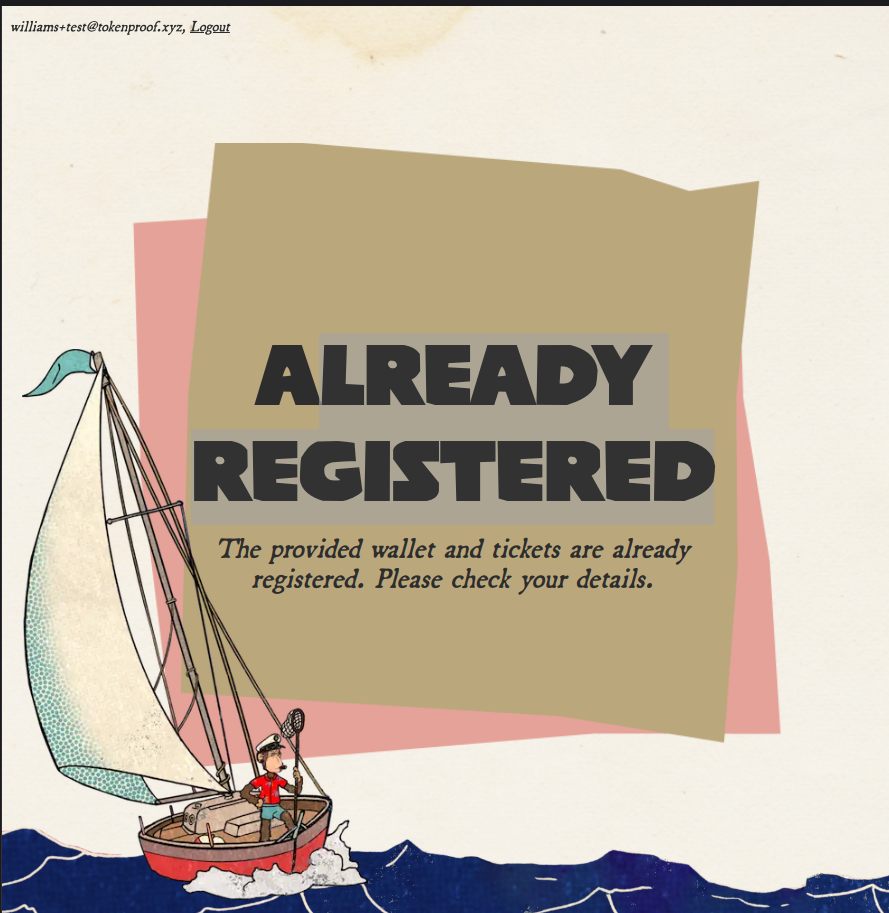 williams+test@tokenproof.xyz, Logout
ALREADY
REGISTERED
The provided wallet and tickets are already
registered. Please check your details.